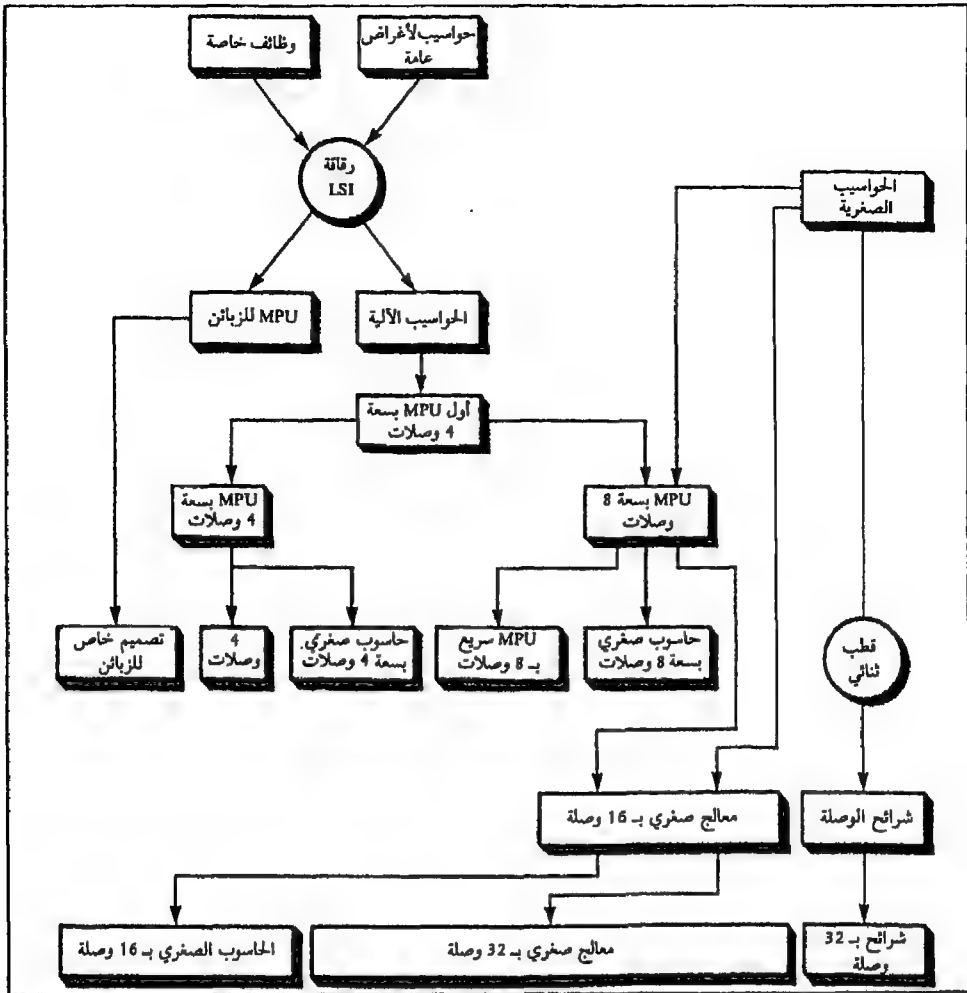 وظائف خاصة
حواسيب لأغراض
عامة
رقاقة
LSI
الحواسيب
الصغرية
MPU للزبائن
الحواسيب الآلية
أول MPU بسعة
4 وصلات
MPU بسعة
4 وصلات
MPU بسعة 8
وصلات
تصميم خاص
للزبائن
4
وصلات
حاسوب صغري
بسعة 4 وصلات
MPU سريع
بـ 8 وصلات
حاسوب صغري
بسعة 8 وصلات
قطب
ثنائي
معالج صغري بـ 16 وصلة
شرائح الوصلة
الحاسوب الصغري بـ 16 وصلة
معالج صغري بـ 32 وصلة
شرائح بـ 32
وصلة